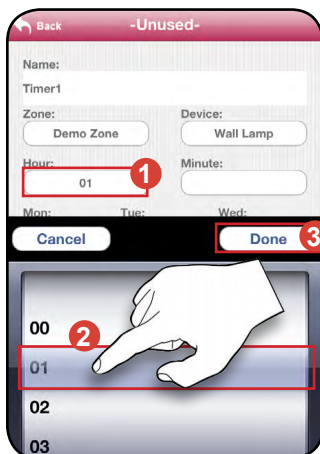 Back -Unused-
Name:
Timer1
Zone: Device:
Demo Zone Wall Lamp
Hour: Minute:
01 1
Mon: Tue: Wed:
Cancel Done 3
00
2
01
02
03